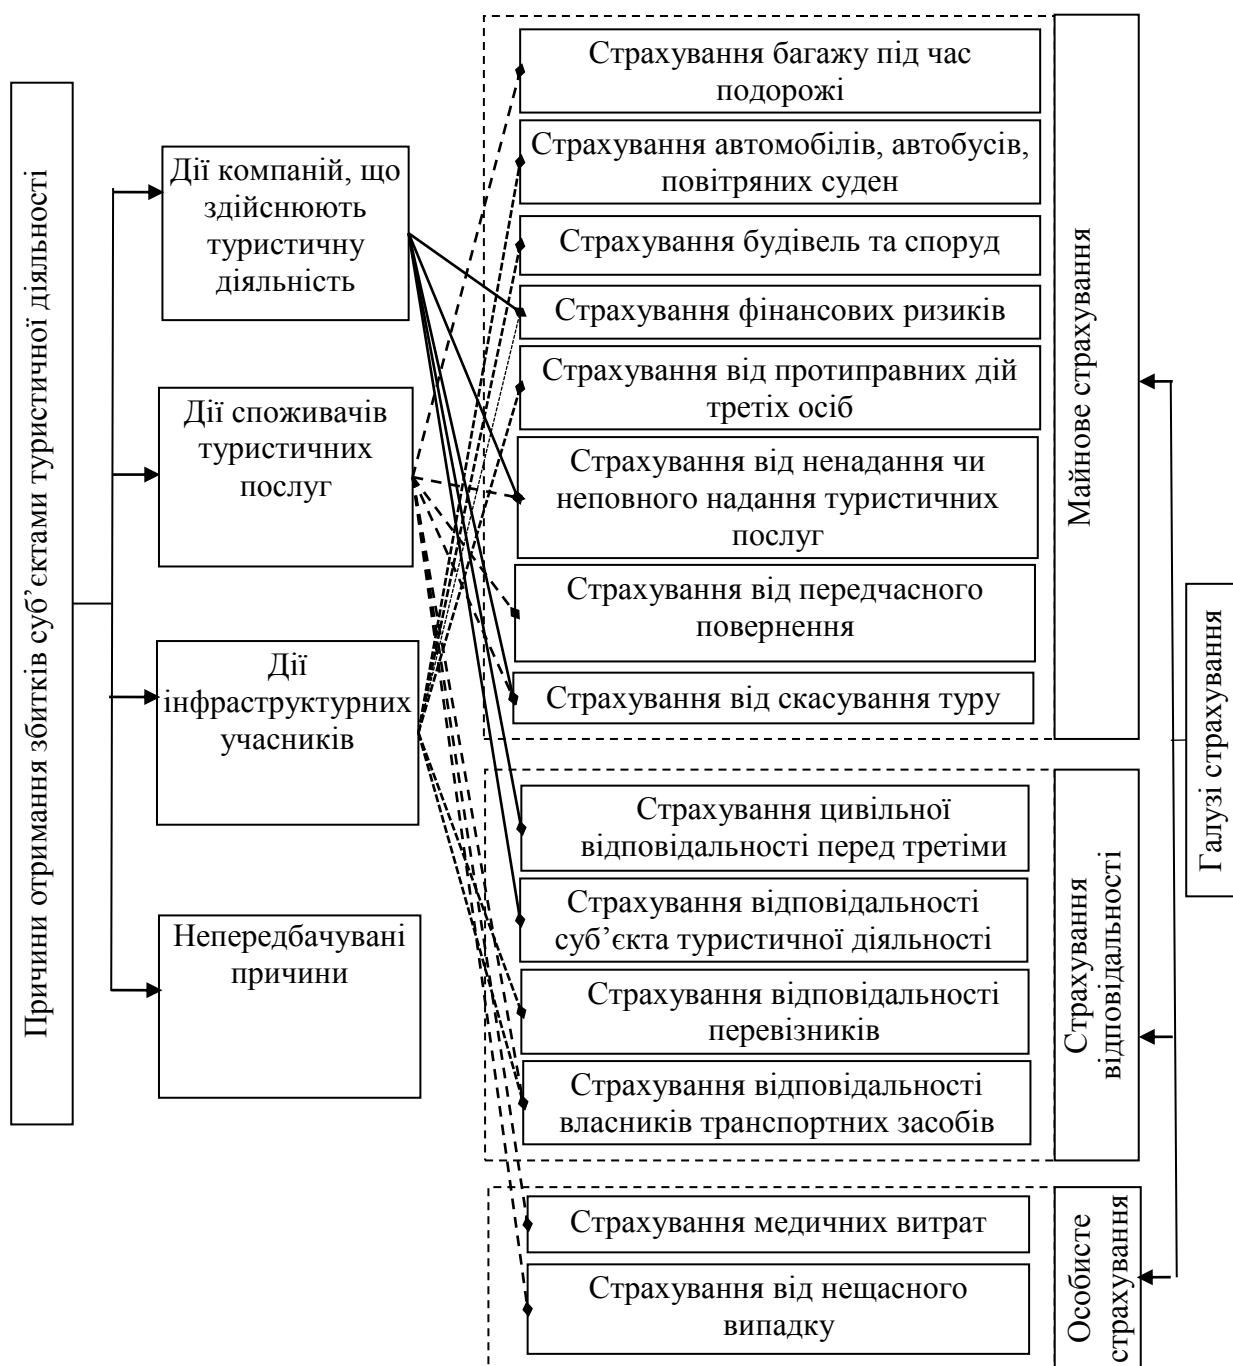 Причини отримання збитків суб’єктами туристичної діяльності
Дії компаній, що
здійснюють
туристичну
діяльність
Дії споживачів
туристичних
послуг
Дії
інфраструктурних
учасників
Непередбачувані
причини
Страхування багажу під час
подорожі
Страхування автомобілів, автобусів,
повітряних суден
Страхування будівель та споруд
Страхування фінансових ризиків
Страхування від протиправних дій
третіх осіб
Страхування від ненадання чи
неповного надання туристичних
послуг
Страхування від передчасного
повернення
Страхування від скасування туру
Страхування цивільної
відповідальності перед третіми
Страхування відповідальності
суб’єкта туристичної діяльності
Страхування відповідальності
перевізників
Страхування відповідальності
власників транспортних засобів
Страхування медичних витрат
Страхування від нещасного
випадку
Майнове страхування
Страхування
відповідальності
Особисте
страхування
Галузі страхування